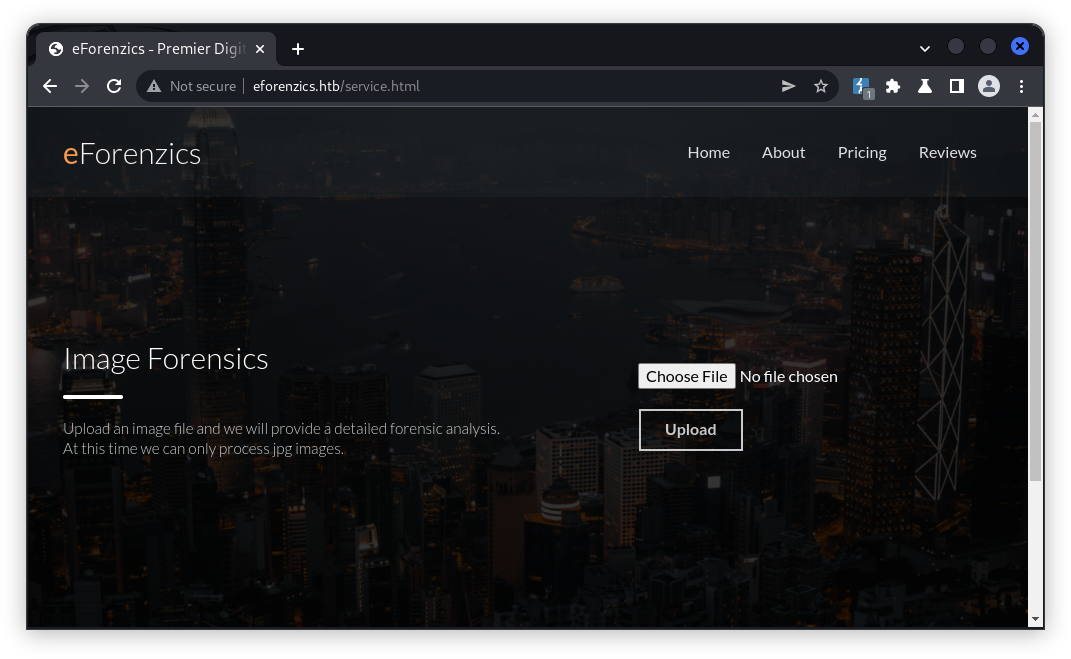 eForenzics - Premier Digit
Not secure eforenzics.htb/service.html
1
eForenzics
Home About Pricing Reviews
Image Forensics
Choose File No file chosen
Upload an image file and we will provide a detailed forensic analysis.
At this time we can only process jpg images.
Upload